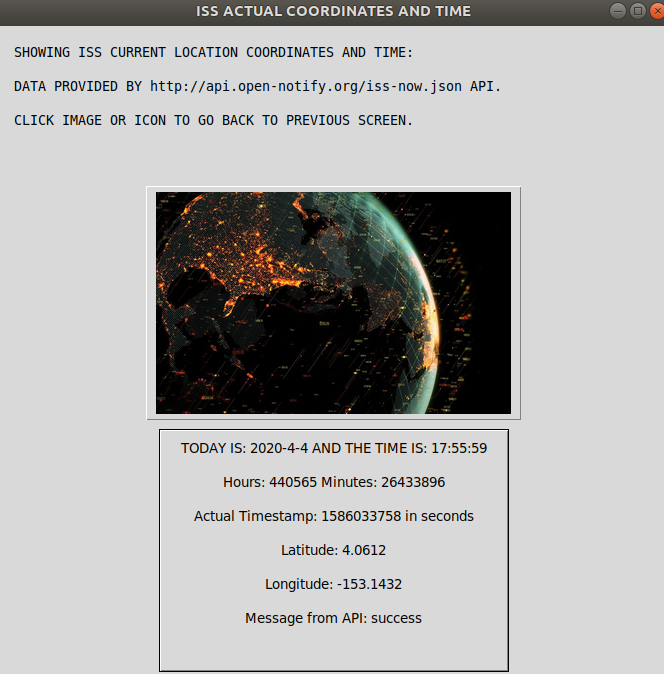 ISS ACTUAL COORDINATES AND TIME
SHOWING ISS CURRENT LOCATION COORDINATES AND TIME:
DATA PROVIDED BY http://api.open-notify.org/iss-now.json API.
CLICK IMAGE OR ICON TO GO BACK TO PREVIOUS SCREEN.
TODAY IS: 2020-4-4 AND THE TIME IS: 17:55:59
Hours: 440565 Minutes: 26433896
Actual Timestamp: 1586033758 in seconds
Latitude: 4.0612
Longitude: -153.1432
Message from API: success